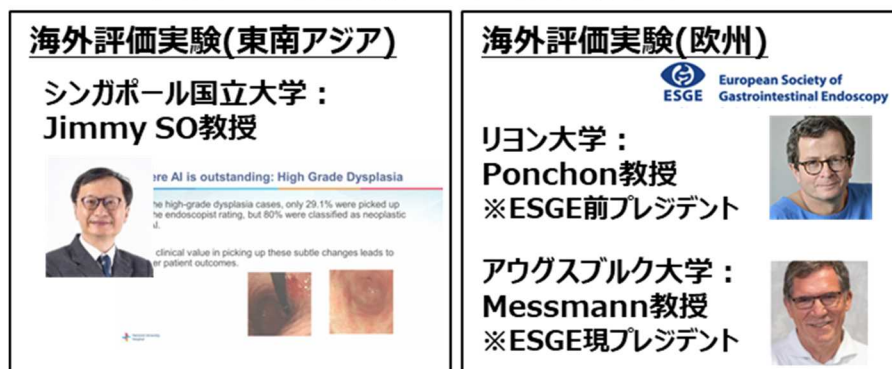 海外評価実験(東南アジア)
シンガポール国立大学：
Jimmy SO教授
ere AI is outstanding: High Grade Dysplasia
he high-grade dysplasia cases, only 29.1% were picked up
he endoscopist rating, but 80% were classified as neoplastic
al.
clinical value in picking up these subtle changes leads to
er patient outcomes.
National University
Hospital
海外評価実験(欧州)
ESGE
European Society of
Gastrointestinal Endoscopy
リヨン大学：
Ponchon教授
※ESGE前プレジデント
アウグスブルク大学：
Messmann教授
※ESGE現プレジデント